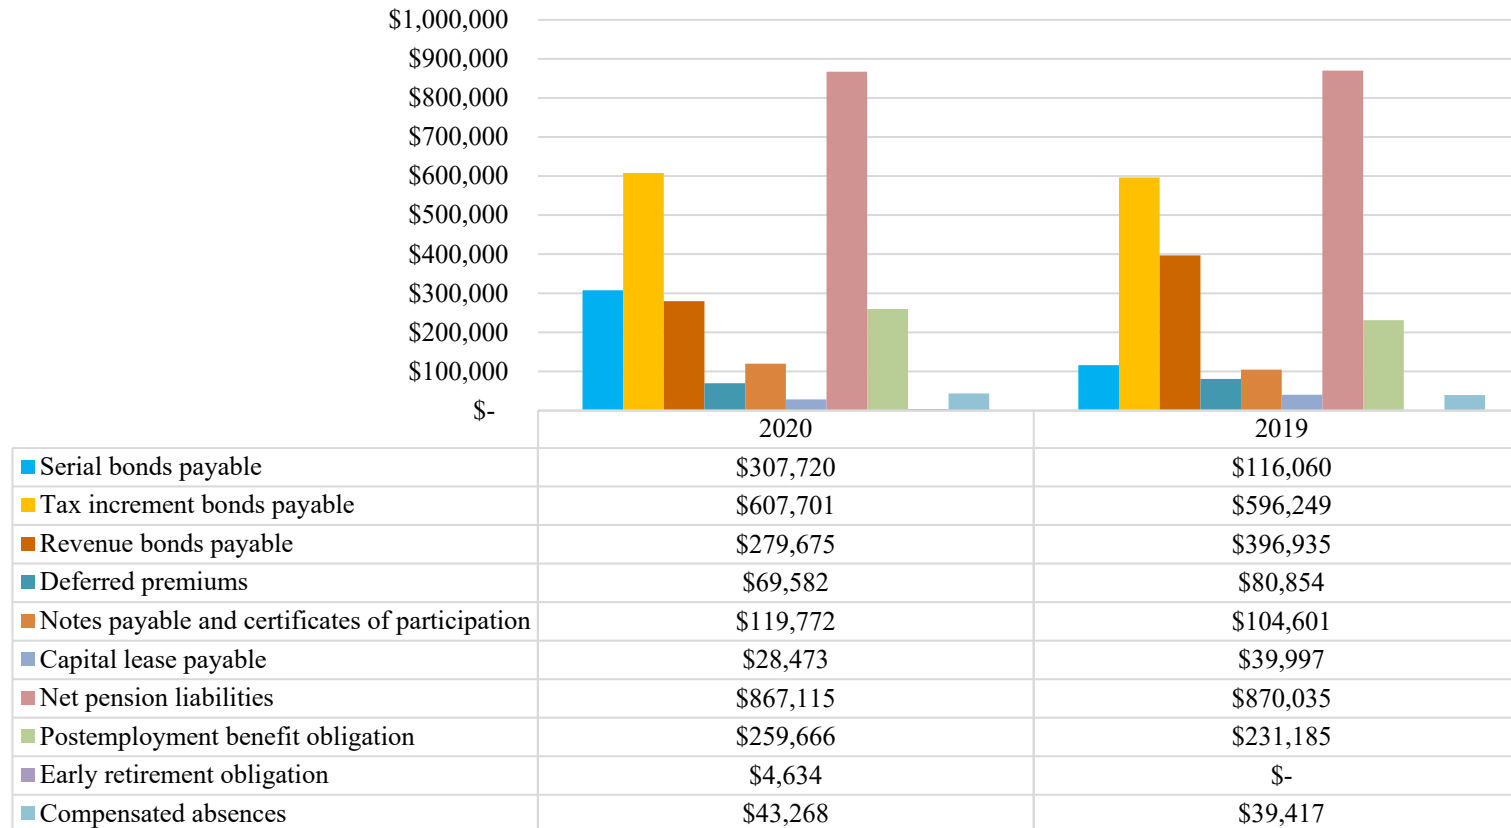 $1,000,000
$900,000
$800,000
$700,000
$600,000
$500,000
$400,000
$300,000
$200,000
$100,000
$-
2020 2019
Serial bonds payable $307,720 $116,060
Tax increment bonds payable $607,701 $596,249
Revenue bonds payable $279,675 $396,935
Deferred premiums $69,582 $80,854
Notes payable and certificates of participation $119,772 $104,601
Capital lease payable $28,473 $39,997
Net pension liabilities $867,115 $870,035
Postemployment benefit obligation $259,666 $231,185
Early retirement obligation $4,634 $-
Compensated absences $43,268 $39,417